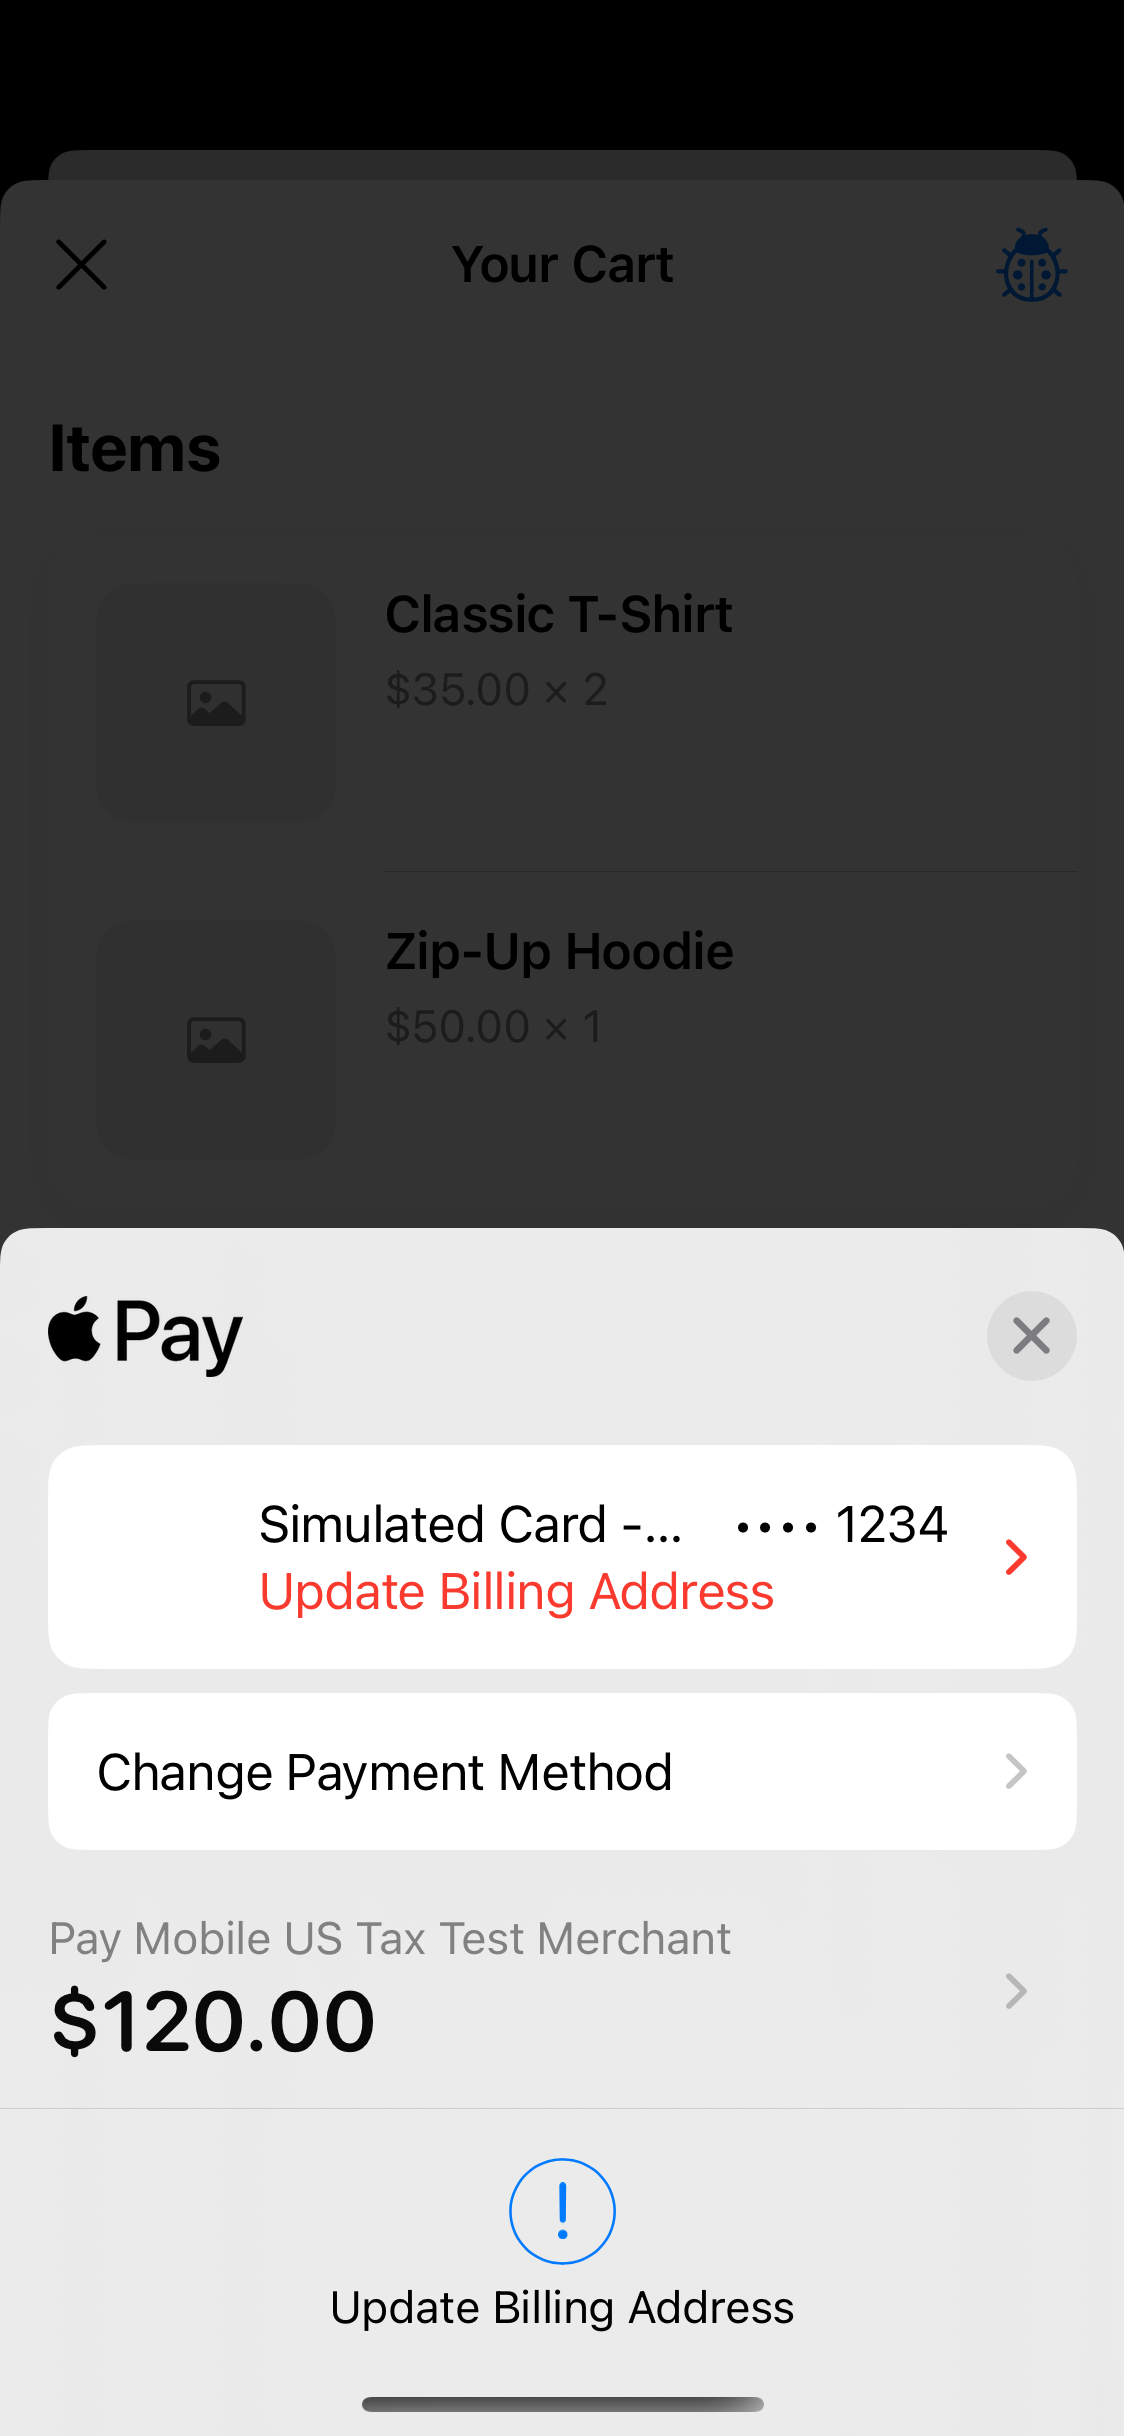 Your Cart
Items
Classic T-Shirt
$35.00 × 2
Zip-Up Hoodie
$50.00 × 1
Pay
Simulated Card -... •••• 1234
Update Billing Address
Change Payment Method
Pay Mobile US Tax Test Merchant
$120.00
Update Billing Address